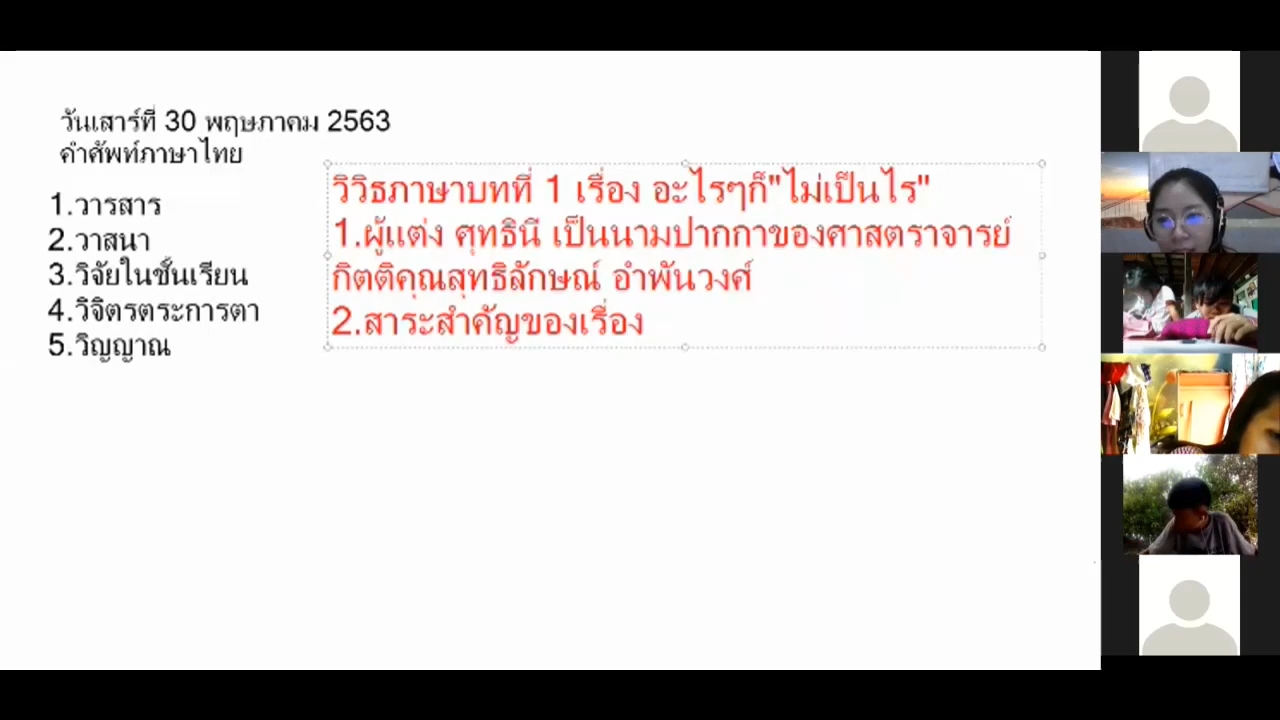 วันเสาร์ที่ 30 พฤษภาคม 2563
คำศัพท์ภาษาไทย
1.วารสาร
2.วาสนา
3.วิจัยในชั้นเรียน
4.วิจิตรตระการตา
5.วิญญาณ
วิวิธภาษาบทที่ 1 เรื่อง อะไรๆก็"ไม่เป็นไร"
1.ผู้แต่ง ศุทธินี เป็นนามปากกาของศาสตราจารย์
กิตติคุณสุทธิลักษณ์ อำพันวงศ์
2.สาระสำคัญของเรื่อง